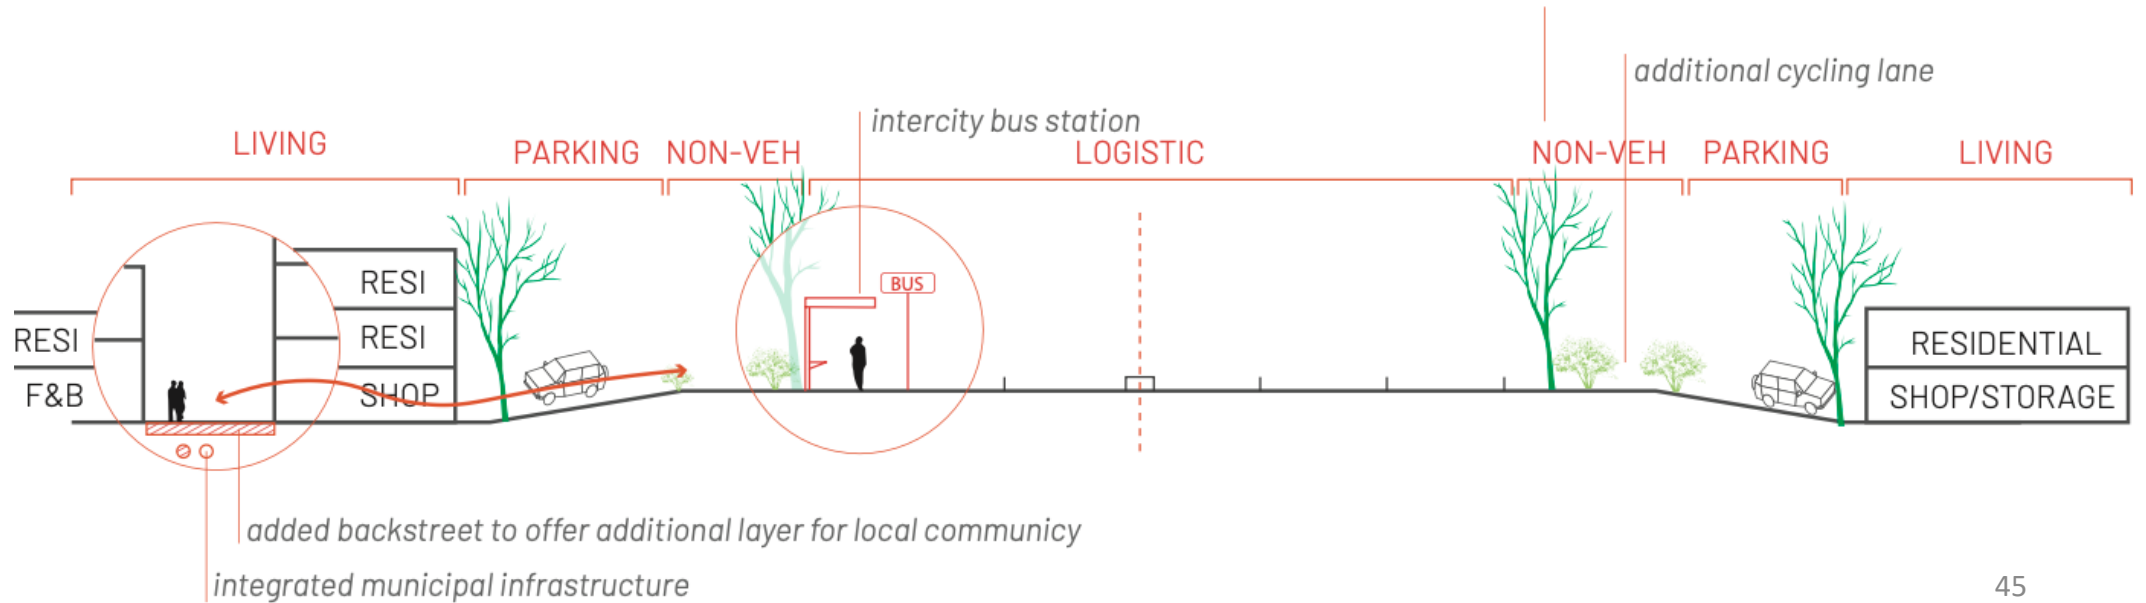 additional cycling lane
intercity bus station
LIVING
PARKING
NON-VEH
LOGISTIC
NON-VEH
PARKING
LIVING
BUS
RESI
RESI
RESI
F&B
SHOP
RESIDENTIAL
SHOP/STORAGE
added backstreet to offer additional layer for local communicy
integrated municipal infrastructure
45